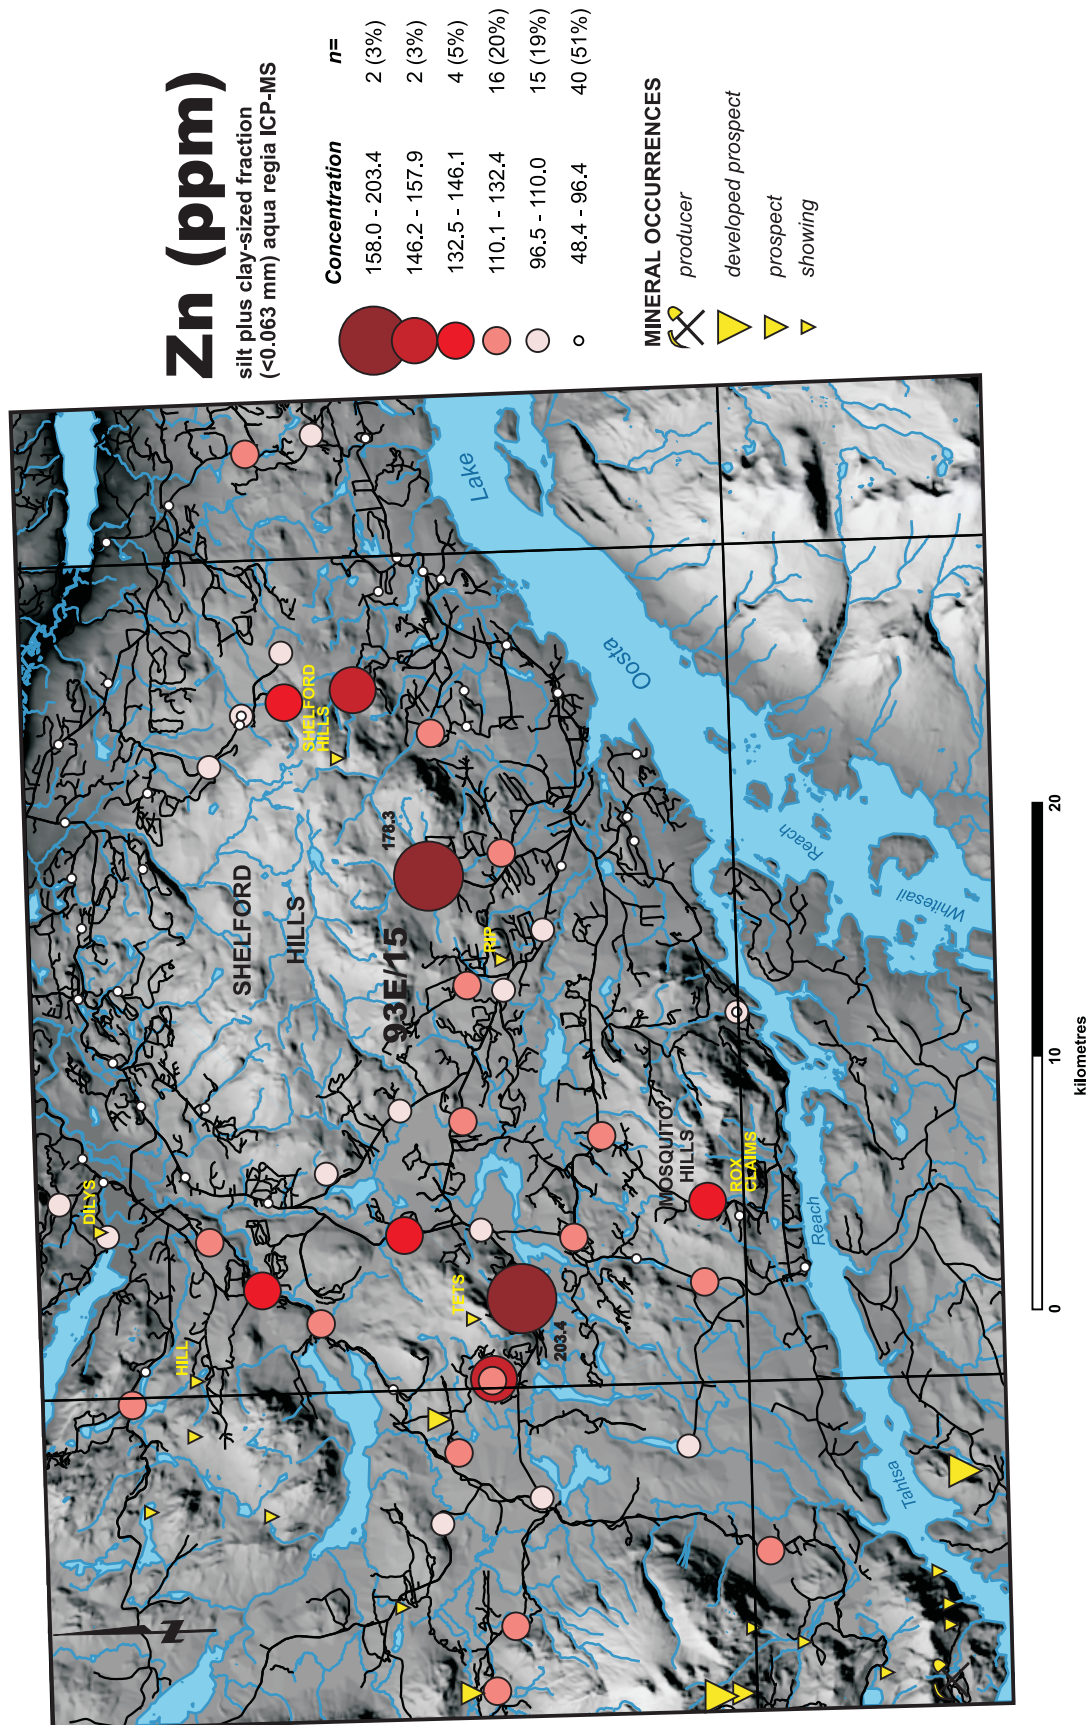 Zn (ppm)
silt plus clay-sized fraction
(<0.063 mm) aqua regia ICP-MS
Concentration n=
158.0 - 203.4 2 (3%)
146.2 - 157.9 2 (3%)
132.5 - 146.1 4 (5%)
110.1 - 132.4 16 (20%)
96.5 - 110.0 15 (19%)
48.4 - 96.4 40 (51%)
MINERAL OCCURRENCES
producer
developed prospect
prospect
showing
DILYS
HILL
SHELFORD
HILLS
SHELFORD
HILLS
178.3
93E/15
RIP
TETS
203.4
MOSQUITO
HILLS
ROX
CLAIMS
Lake
Ootsa
Reach
Whitesail
Reach
Tahtsa
N
0 10 20
kilometres